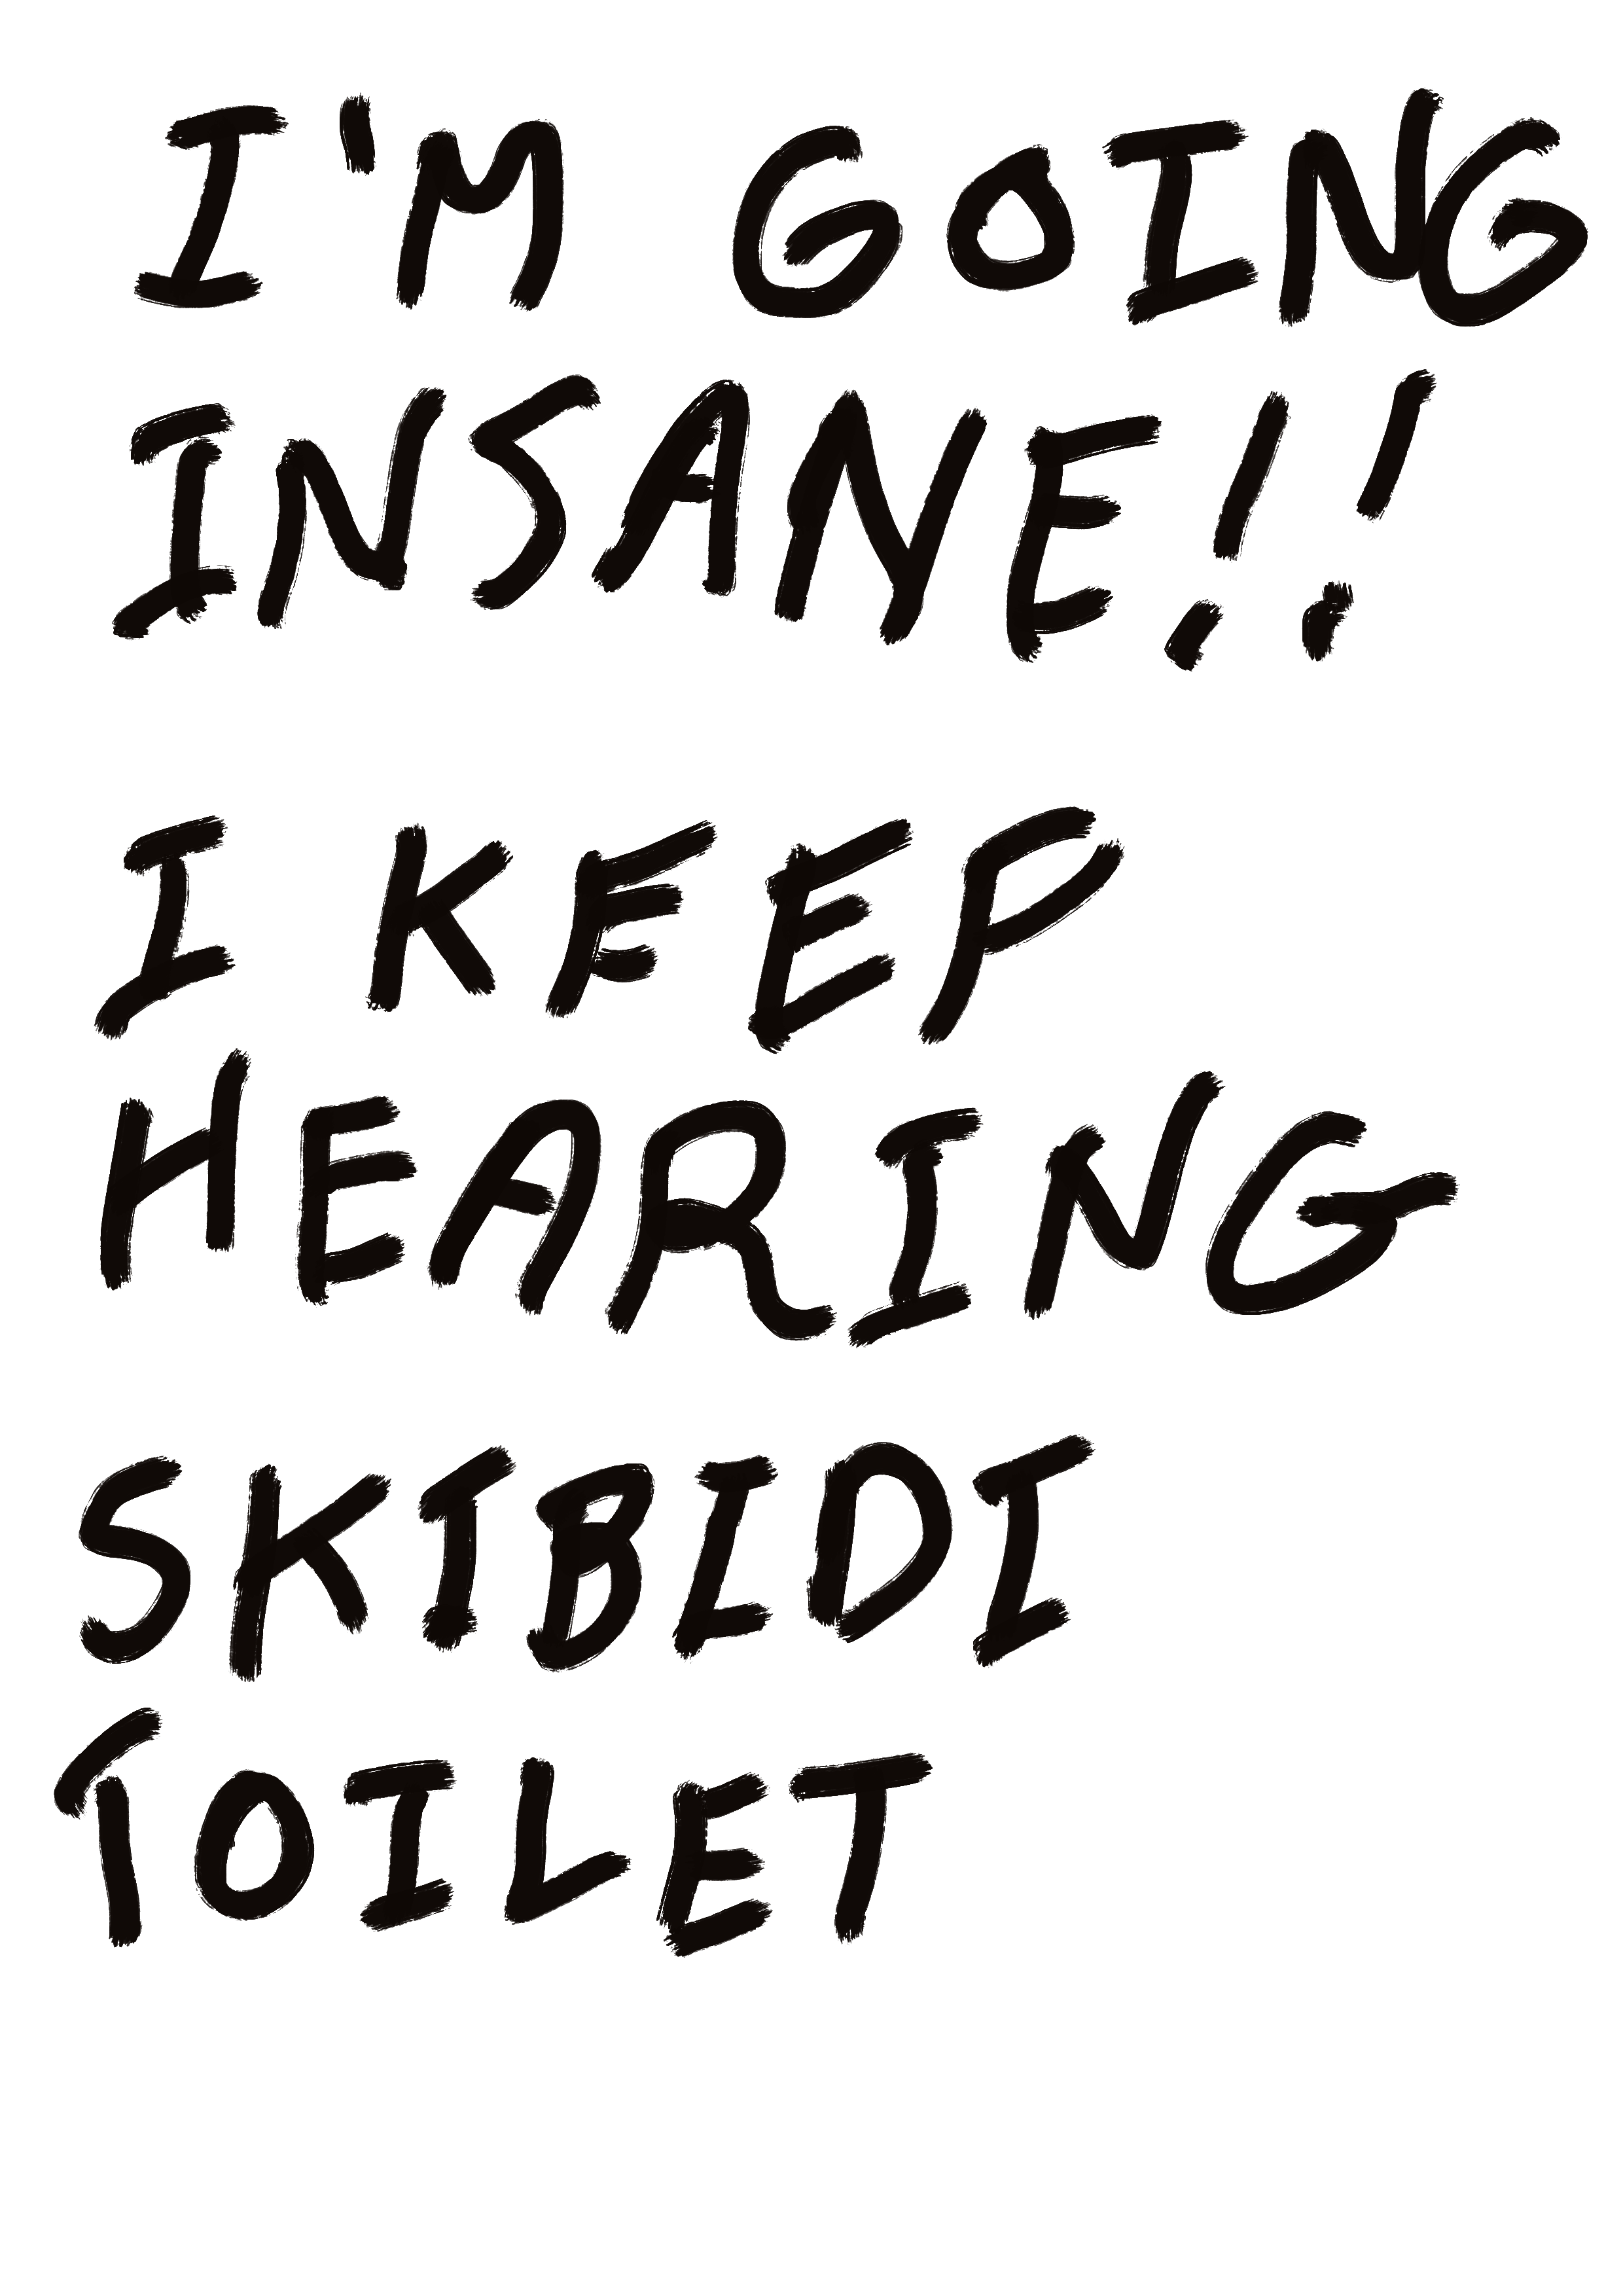 I'M GOING
INSANE!!
I KEEP
HEARING
SKIBIDI
TOILET